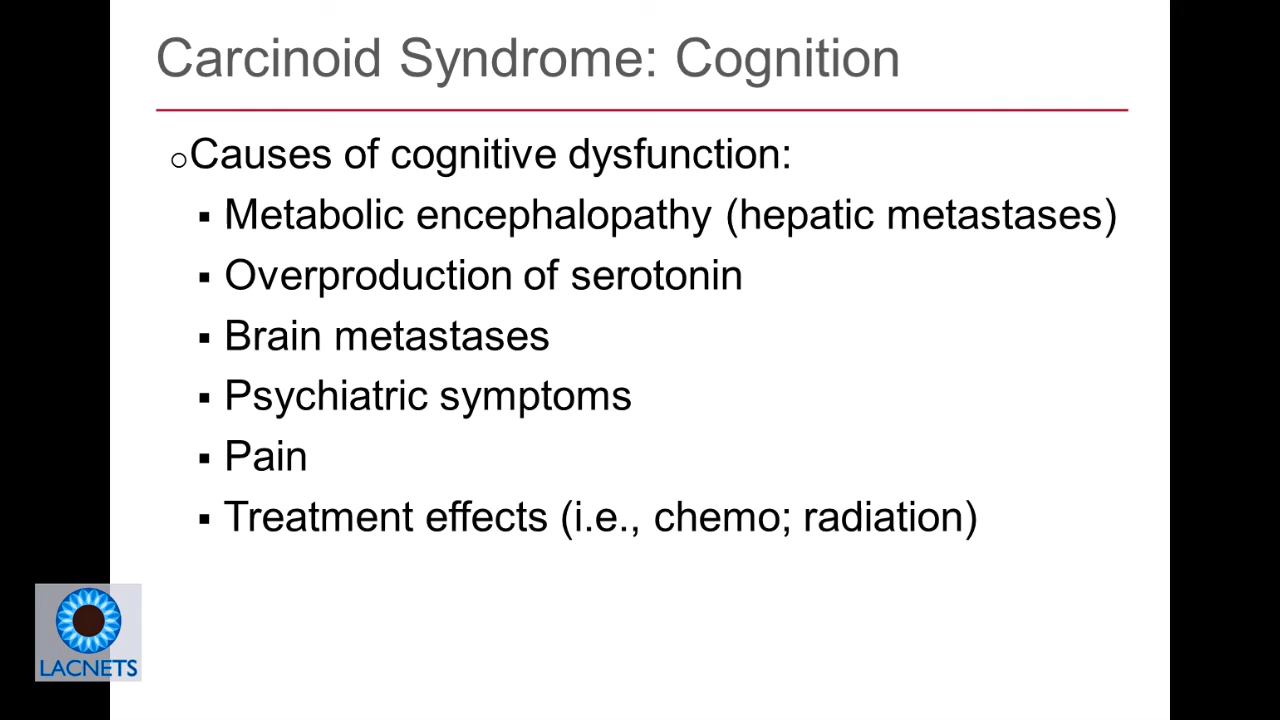 Carcinoid Syndrome: Cognition
○Causes of cognitive dysfunction:
▪ Metabolic encephalopathy (hepatic metastases)
▪ Overproduction of serotonin
▪ Brain metastases
▪ Psychiatric symptoms
▪ Pain
▪ Treatment effects (i.e., chemo; radiation)
LACNETS